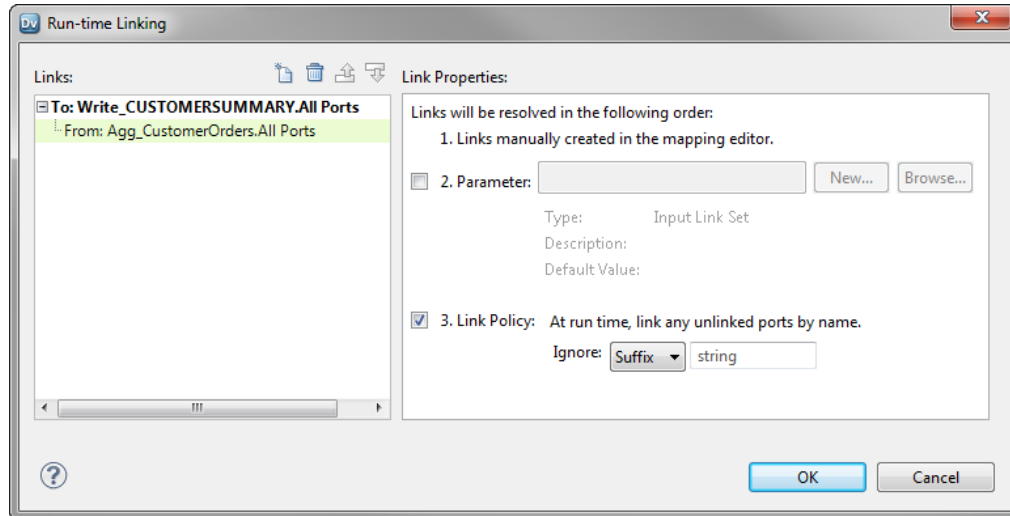 Dv Run-time Linking
Links:
To: Write_CUSTOMERSUMMARY.All Ports
From: Agg_CustomerOrders.All Ports
Link Properties:
Links will be resolved in the following order:
1. Links manually created in the mapping editor.
2. Parameter: New... Browse...
Type: Input Link Set
Description:
Default Value:
3. Link Policy: At run time, link any unlinked ports by name.
Ignore: Suffix string
? OK Cancel